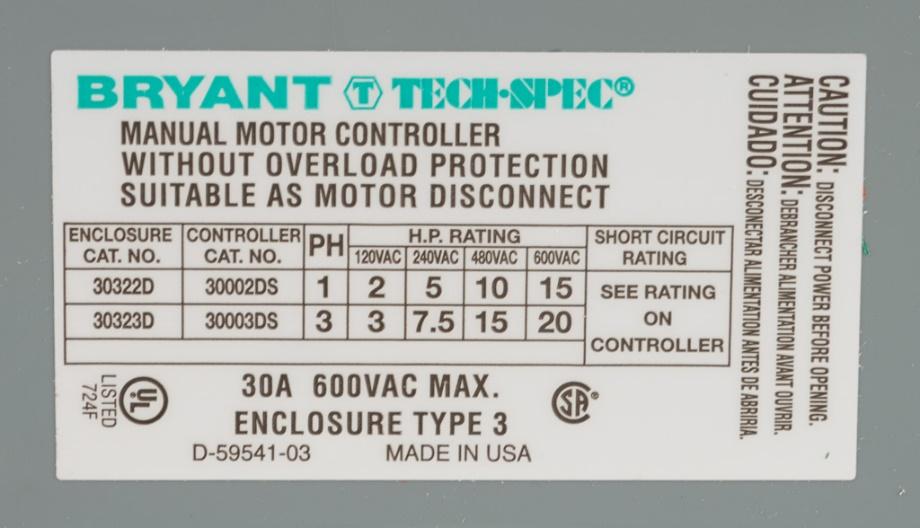 BRYANT T TECH·SPEC®
MANUAL MOTOR CONTROLLER
WITHOUT OVERLOAD PROTECTION
SUITABLE AS MOTOR DISCONNECT
ENCLOSURE CAT. NO. CONTROLLER CAT. NO. PH H.P. RATING SHORT CIRCUIT RATING
120VAC 240VAC 480VAC 600VAC
30322D 30002DS 1 2 5 10 15
30323D 30003DS 3 3 7.5 15 20
SEE RATING
ON
CONTROLLER
LISTED
724F
UL
30A 600VAC MAX.
ENCLOSURE TYPE 3
SA®
D-59541-03 MADE IN USA
CAUTION: DISCONNECT POWER BEFORE OPENING.
ATTENTION: DEBRANCHER ALIMENTATION AVANT OUVRIR.
CUIDADO: DESCONECTAR ALIMENTATION ANTES DE ABRIRIA.